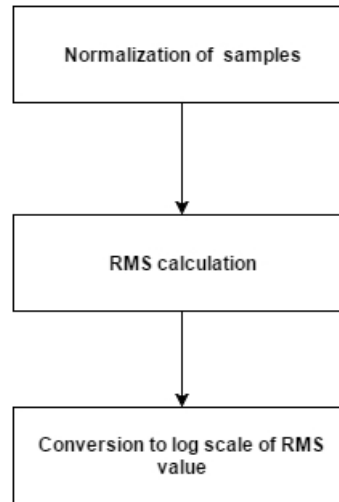 Normalization of samples
RMS calculation
Conversion to log scale of RMS
value